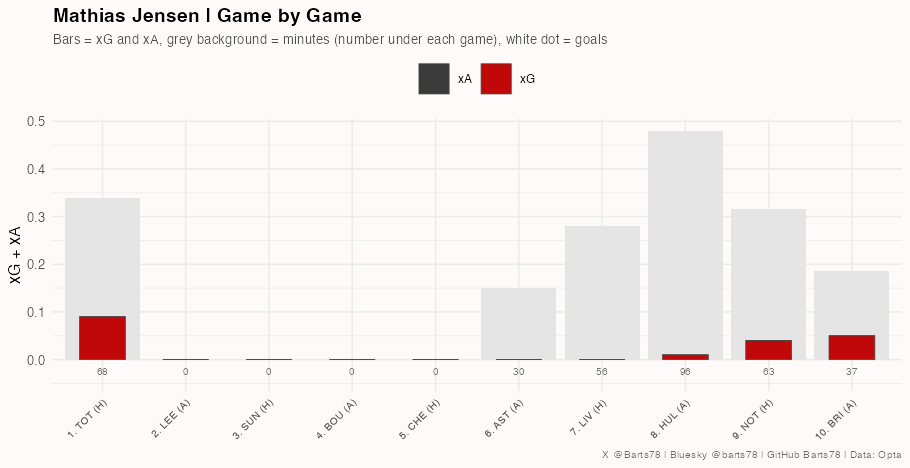 Mathias Jensen | Game by Game
Bars = xG and xA, grey background = minutes (number under each game), white dot = goals
xA xG
0.5
0.4
0.3
0.2
0.1
0.0
xG + xA
68 0 0 0 0 30 56 96 63 37
1. TOT (H) 2. LEE (A) 3. SUN (H) 4. BOU (A) 5. CHE (H) 6. AST (A) 7. LIV (H) 8. HUL (A) 9. NOT (H) 10. BRI (A)
X @Barts78 | Bluesky @barts78 | GitHub Barts78 | Data: Opta